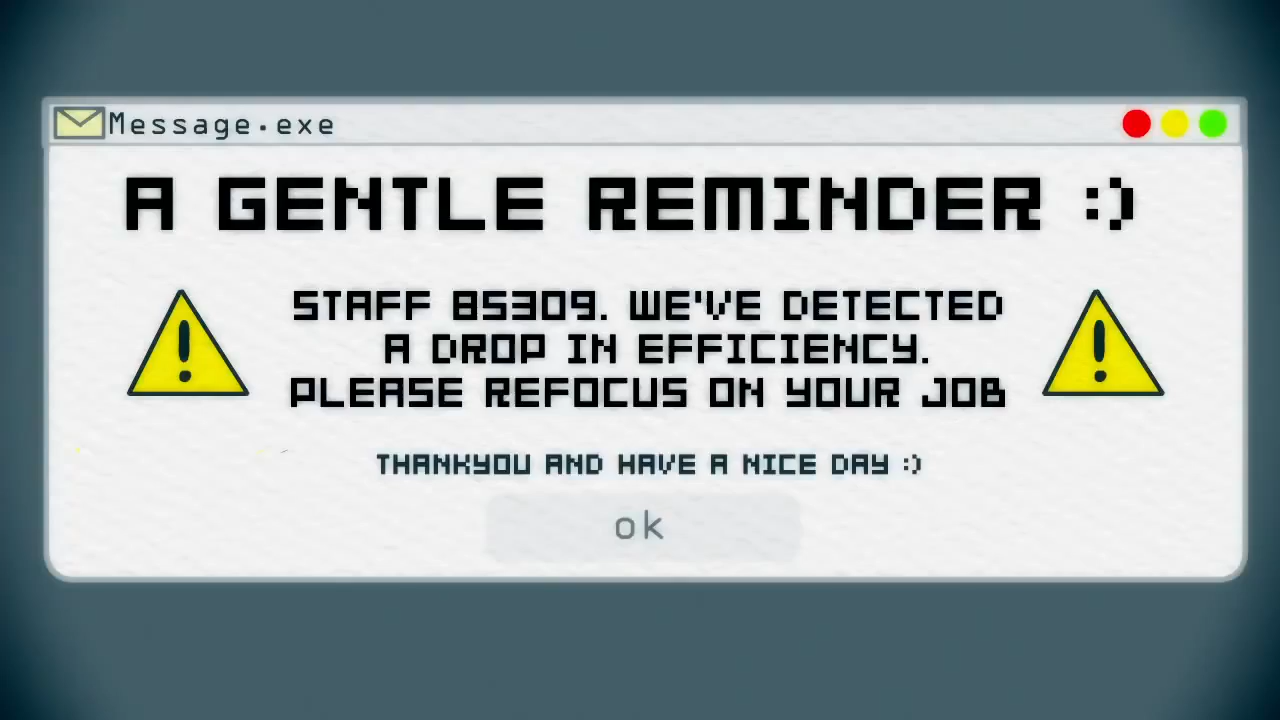 Message.exe
A GENTLE REMINDER :)
STAFF 85309. WE'VE DETECTED
A DROP IN EFFICIENCY.
PLEASE REFOCUS ON YOUR JOB
THANKYOU AND HAVE A NICE DAY :)
ok